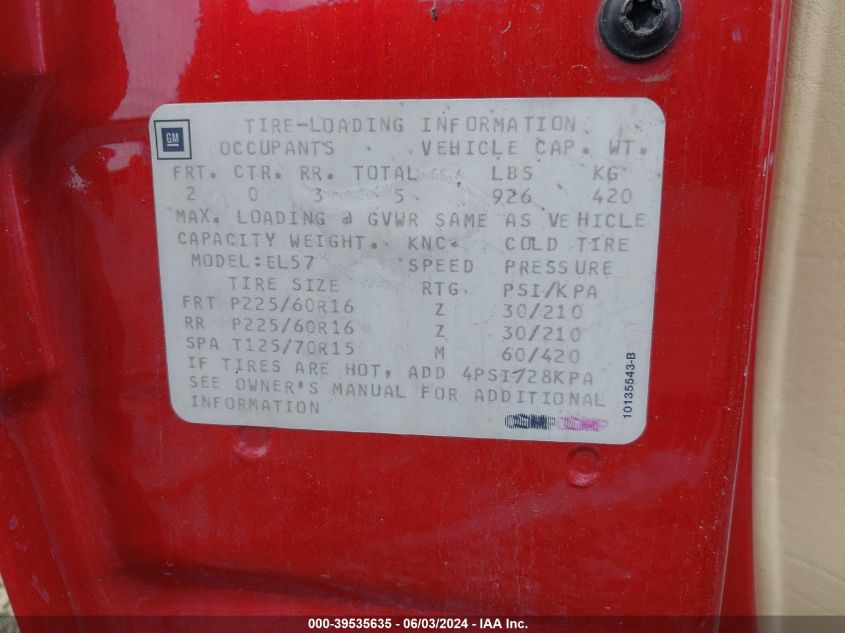 GM
TIRE-LOADING INFORMATION
OCCUPANTS VEHICLE CAP. WT.
FRT. CTR. RR. TOTAL LBS KG
2 0 3 5 926 420
MAX. LOADING @ GVWR SAME AS VEHICLE
CAPACITY WEIGHT. KNC. COLD TIRE
MODEL:EL57 SPEED PRESSURE
TIRE SIZE RTG. PSI/KPA
FRT P225/60R16 Z 30/210
RR P225/60R16 Z 30/210
SPA T125/70R15 M 60/420
IF TIRES ARE HOT, ADD 4PSI/28KPA
SEE OWNER'S MANUAL FOR ADDITIONAL
INFORMATION
10135543-B
000-39535635 - 06/03/2024 - IAA Inc.